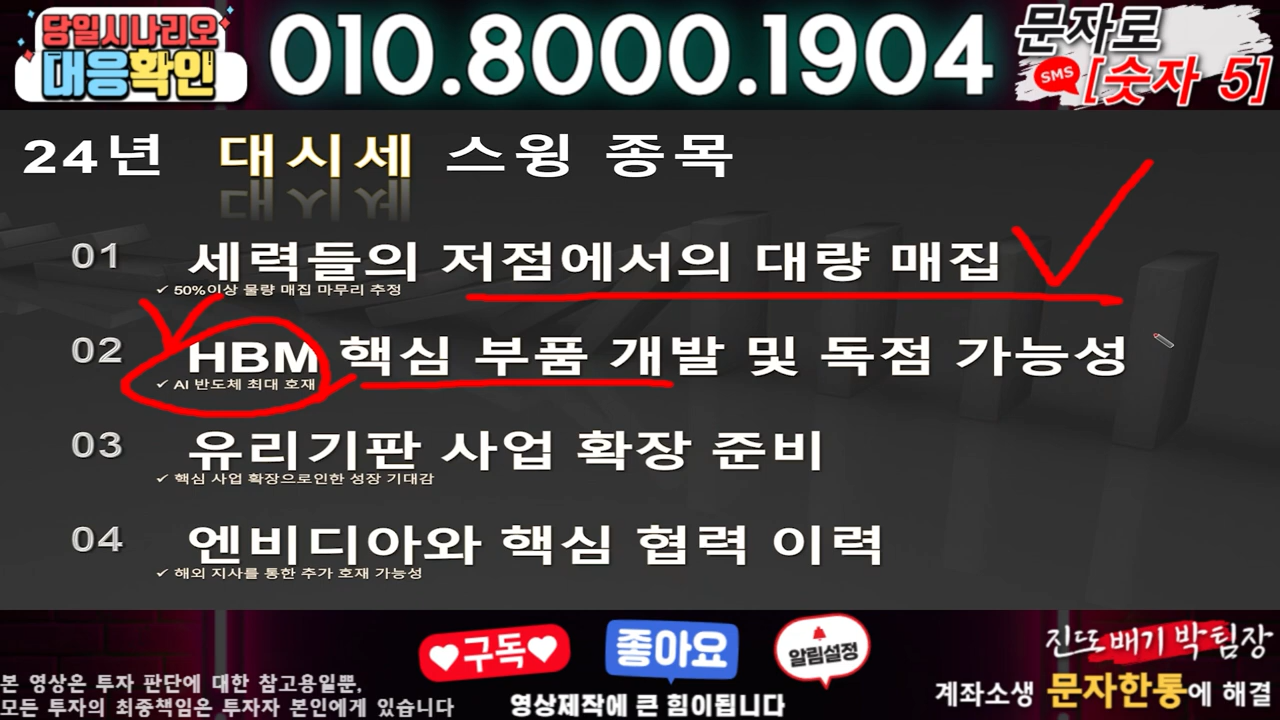 당일시나리오
대응확인
010.8000.1904
문자로
SMS
[숫자 5]
24년 대시세 스윙 종목
01 세력들의 저점에서의 대량 매집
✓ 50%이상 물량 매집 마무리 추정
02 HBM 핵심 부품 개발 및 독점 가능성
✓ AI 반도체 최대 호재
03 유리기판 사업 확장 준비
✓ 핵심 사업 확장으로인한 성장 기대감
04 엔비디아와 핵심 협력 이력
✓ 해외 지사를 통한 추가 호재 가능성
구독
좋아요
알림설정
영상제작에 큰 힘이됩니다
본 영상은 투자 판단에 대한 참고용일뿐,
모든 투자의 최종책임은 투자자 본인에게 있습니다
진또배기 박팀장
계좌소생 문자한통에 해결